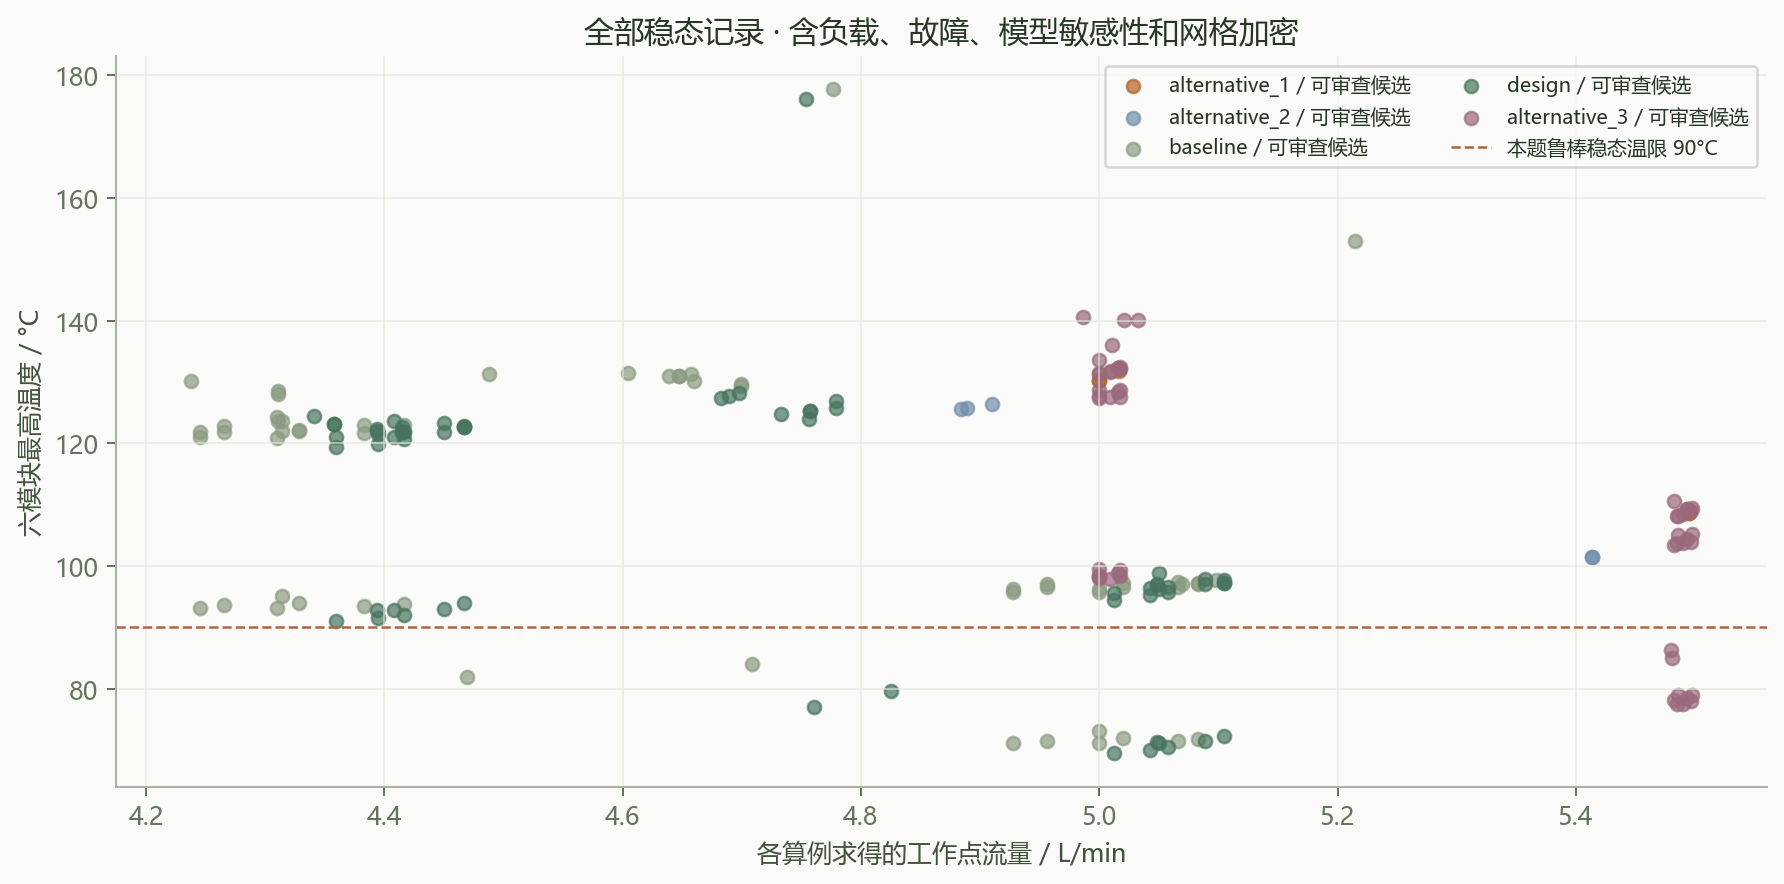 全部稳态记录 · 含负载、故障、模型敏感性和网格加密
alternative_1 / 可审查候选
alternative_2 / 可审查候选
baseline / 可审查候选
design / 可审查候选
alternative_3 / 可审查候选
本题鲁棒稳态温限 90°C
六模块最高温度 / °C
180
160
140
120
100
80
4.2 4.4 4.6 4.8 5.0 5.2 5.4
各算例求得的工作点流量 / L/min